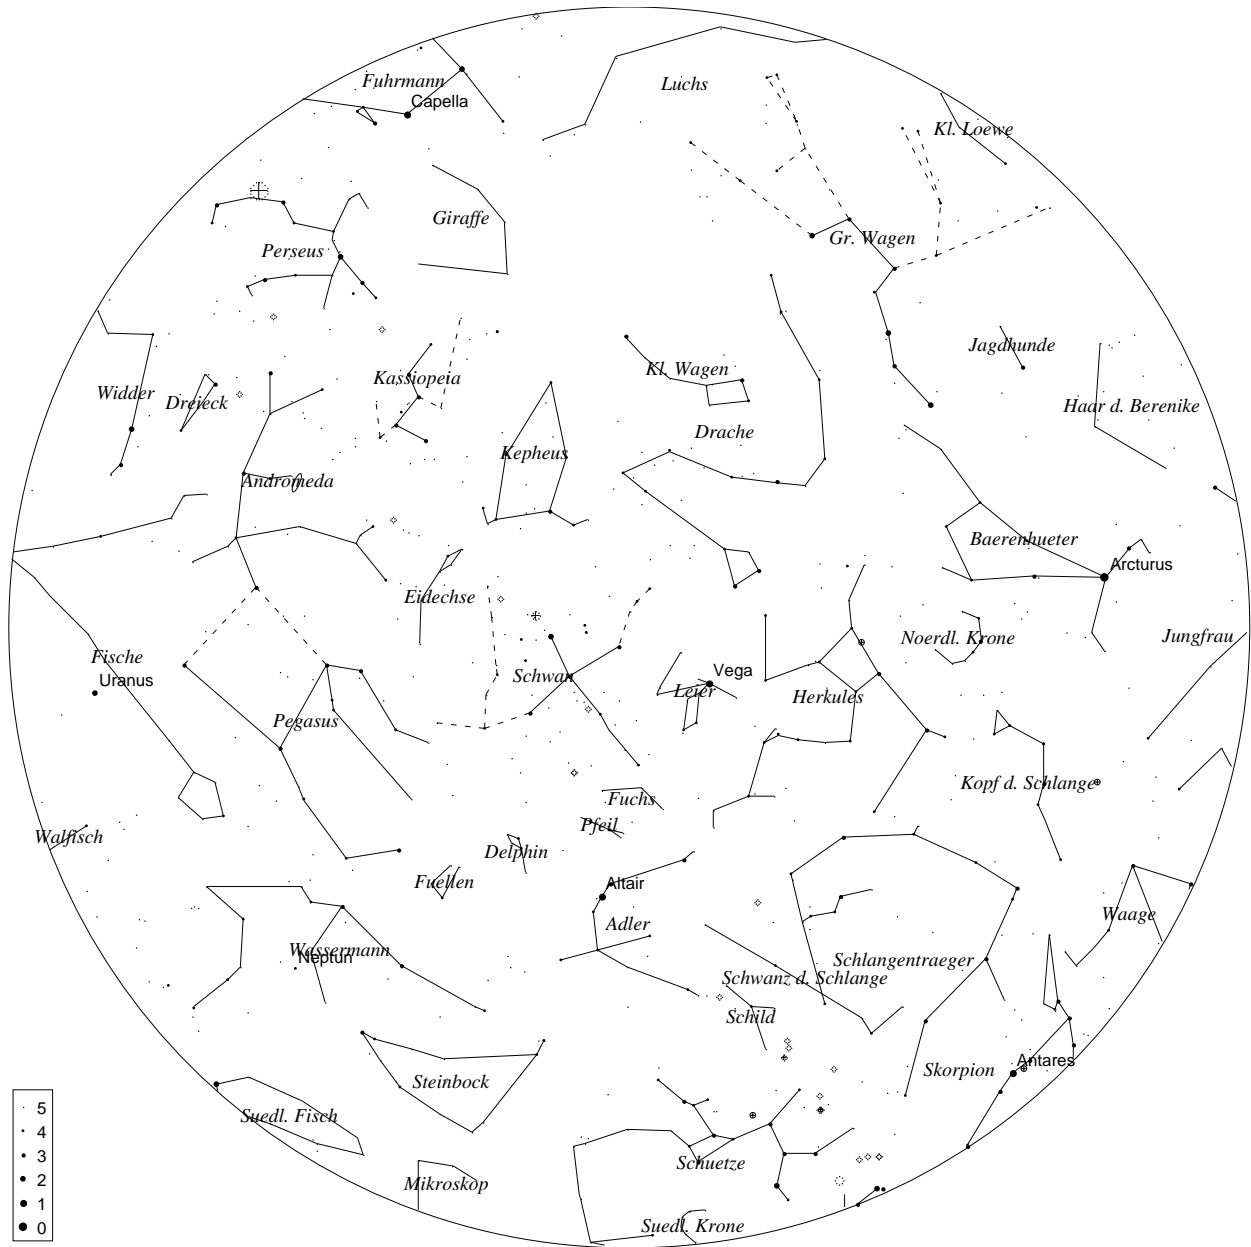 Fuhrmann
Capella
Luchs
Kl. Loewe
Giraffe
Perseus
Gr. Wagen
Jagdhunde
Kassiopeia
Kl. Wagen
Widder
Dreieck
Haar d. Berenike
Drache
Kepheus
Andromeda
Baerenhueter
Arcturus
Eidechse
Noerdl. Krone
Jungfrau
Fische
Uranus
Schwan
Vega
Leier
Herkules
Pegasus
Kopf d. Schlange
Fuchs
Pfeil
Walfisch
Delphin
Fuellen
Altair
Adler
Waage
Wassermann
Neptun
Schlangentraeger
Schwanz d. Schlange
Schild
Antares
Skorpion
Steinbock
Suedl. Fisch
Schuetze
Mikroskop
Suedl. Krone
5
4
3
2
1
0